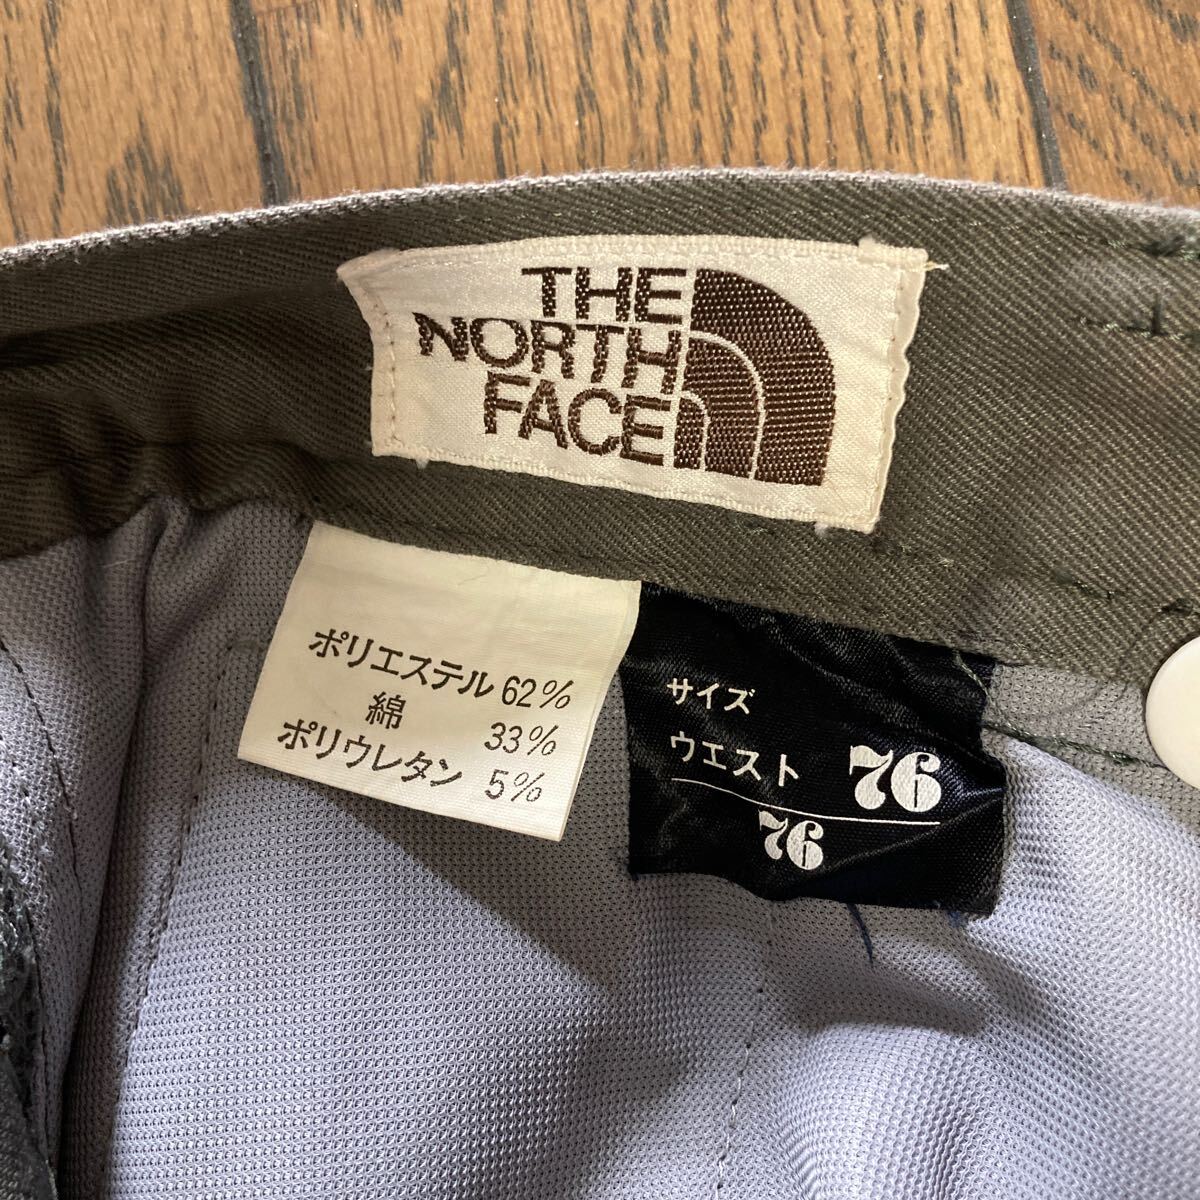 THE
NORTH
FACE
ポリエステル 62%
綿 33%
ポリウレタン 5%
サイズ
ウエスト 76
76